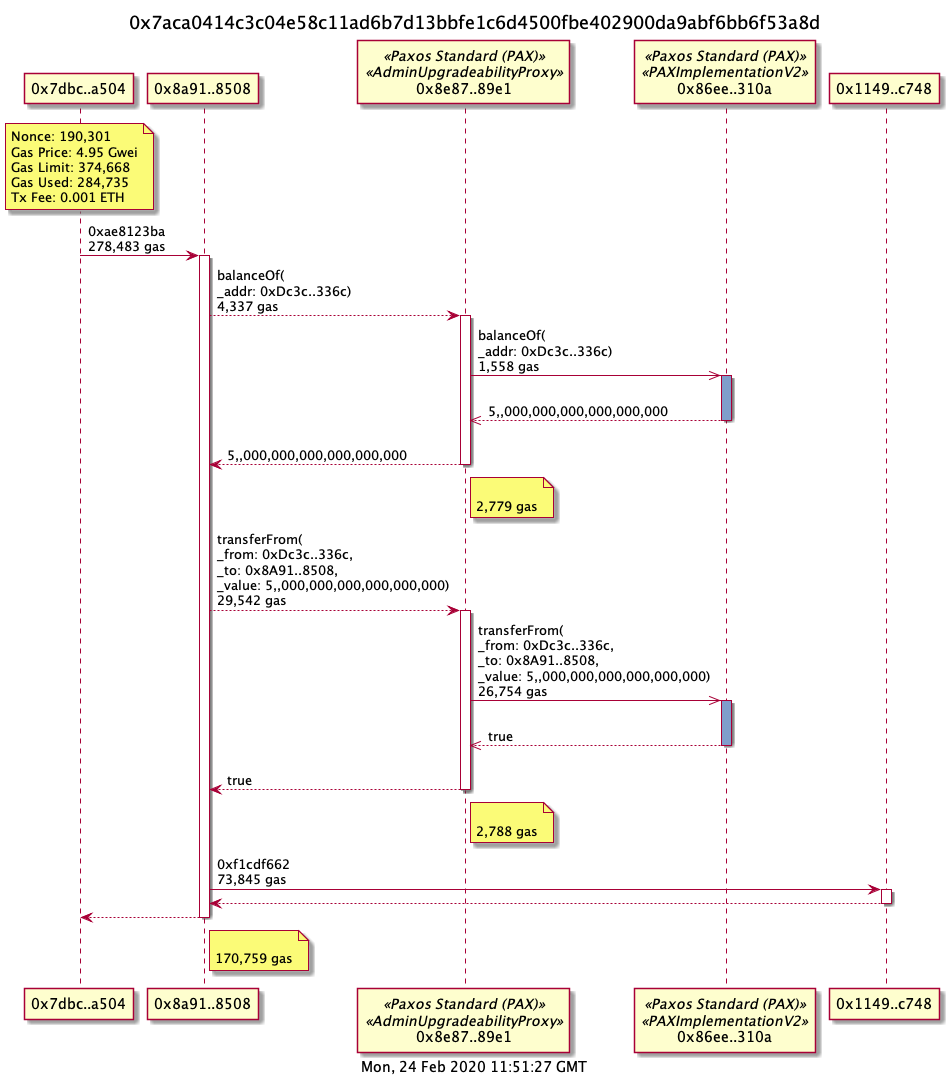 0x7aca0414c3c04e58c11ad6b7d13bbfe1c6d4500fbe402900da9abf6bb6f53a8d
«Paxos Standard (PAX)»
«AdminUpgradeabilityProxy»
0x8e87..89e1
«Paxos Standard (PAX)»
«PAXImplementationV2»
0x86ee..310a
0x7dbc..a504
0x8a91..8508
0x1149..c748
Nonce: 190,301
Gas Price: 4.95 Gwei
Gas Limit: 374,668
Gas Used: 284,735
Tx Fee: 0.001 ETH
0xae8123ba
278,483 gas
balanceOf(
_addr: 0xDc3c..336c)
4,337 gas
balanceOf(
_addr: 0xDc3c..336c)
1,558 gas
5,,000,000,000,000,000,000
5,,000,000,000,000,000,000
2,779 gas
transferFrom(
_from: 0xDc3c..336c,
_to: 0x8A91..8508,
_value: 5,,000,000,000,000,000,000)
29,542 gas
transferFrom(
_from: 0xDc3c..336c,
_to: 0x8A91..8508,
_value: 5,,000,000,000,000,000,000)
26,754 gas
true
true
2,788 gas
0xf1cdf662
73,845 gas
170,759 gas
0x7dbc..a504
0x8a91..8508
«Paxos Standard (PAX)»
«AdminUpgradeabilityProxy»
0x8e87..89e1
«Paxos Standard (PAX)»
«PAXImplementationV2»
0x86ee..310a
0x1149..c748
Mon, 24 Feb 2020 11:51:27 GMT